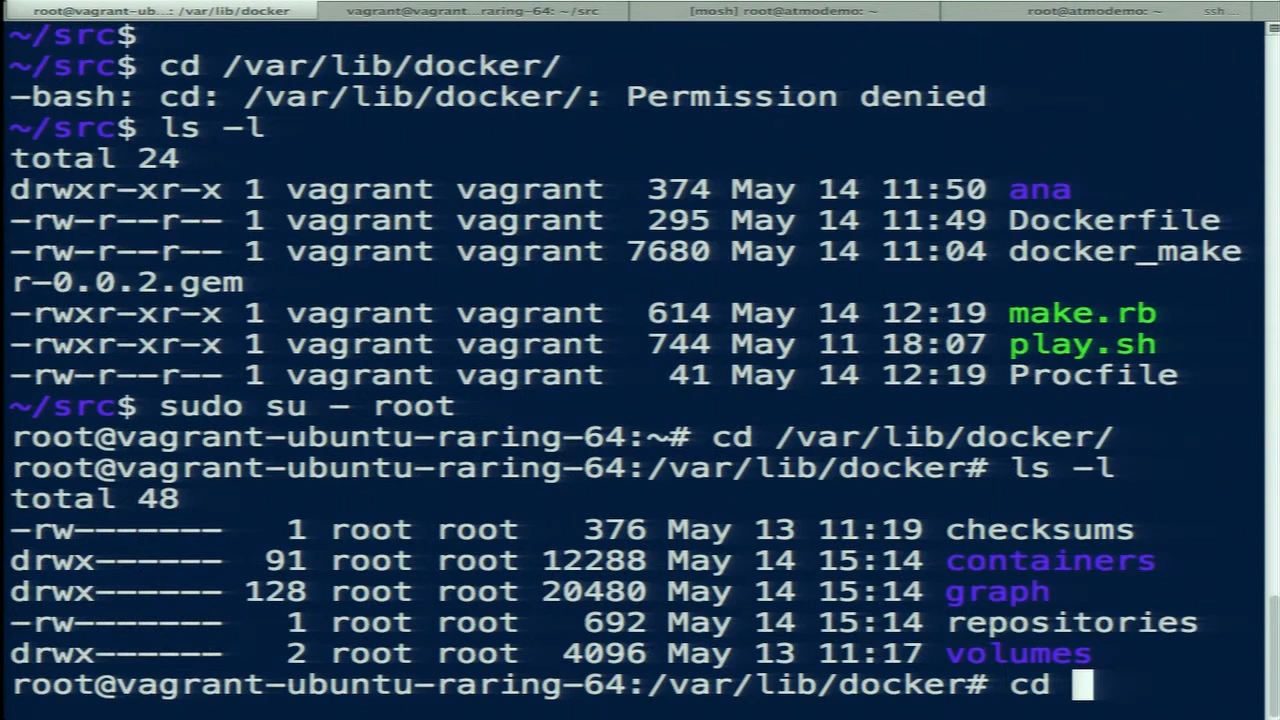 root@vagrant-ub...: /var/lib/docker vagrant@vagrant...raring-64: ~/src [mosh] root@atmodemo: ~ root@atmodemo: ~ ssh ...
~/src$
~/src$ cd /var/lib/docker/
-bash: cd: /var/lib/docker/: Permission denied
~/src$ ls -l
total 24
drwxr-xr-x 1 vagrant vagrant 374 May 14 11:50 ana
-rw-r--r-- 1 vagrant vagrant 295 May 14 11:49 Dockerfile
-rw-r--r-- 1 vagrant vagrant 7680 May 14 11:04 docker_make
r-0.0.2.gem
-rwxr-xr-x 1 vagrant vagrant 614 May 14 12:19 make.rb
-rwxr-xr-x 1 vagrant vagrant 744 May 11 18:07 play.sh
-rw-r--r-- 1 vagrant vagrant 41 May 14 12:19 Procfile
~/src$ sudo su - root
root@vagrant-ubuntu-raring-64:~# cd /var/lib/docker/
root@vagrant-ubuntu-raring-64:/var/lib/docker# ls -l
total 48
-rw------- 1 root root 376 May 13 11:19 checksums
drwx------ 91 root root 12288 May 14 15:14 containers
drwx------ 128 root root 20480 May 14 15:14 graph
-rw------- 1 root root 692 May 14 15:14 repositories
drwx------ 2 root root 4096 May 13 11:17 volumes
root@vagrant-ubuntu-raring-64:/var/lib/docker# cd